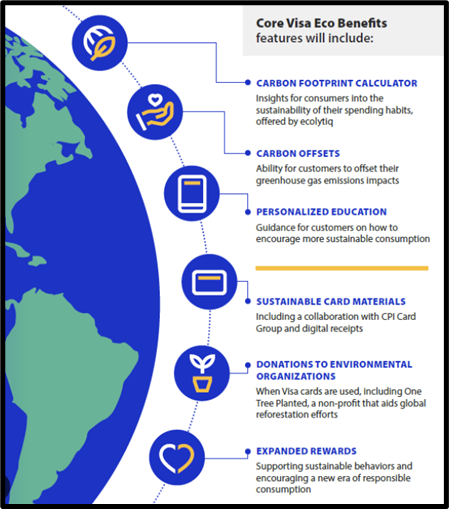 Core Visa Eco Benefits
features will include:
CARBON FOOTPRINT CALCULATOR
Insights for consumers into the
sustainability of their spending habits,
offered by ecolytiq
CARBON OFFSETS
Ability for customers to offset their
greenhouse gas emissions impacts
PERSONALIZED EDUCATION
Guidance for customers on how to
encourage more sustainable consumption
SUSTAINABLE CARD MATERIALS
Including a collaboration with CPI Card
Group and digital receipts
DONATIONS TO ENVIRONMENTAL
ORGANIZATIONS
When Visa cards are used, including One
Tree Planted, a non-profit that aids global
reforestation efforts
EXPANDED REWARDS
Supporting sustainable behaviors and
encouraging a new era of responsible
consumption